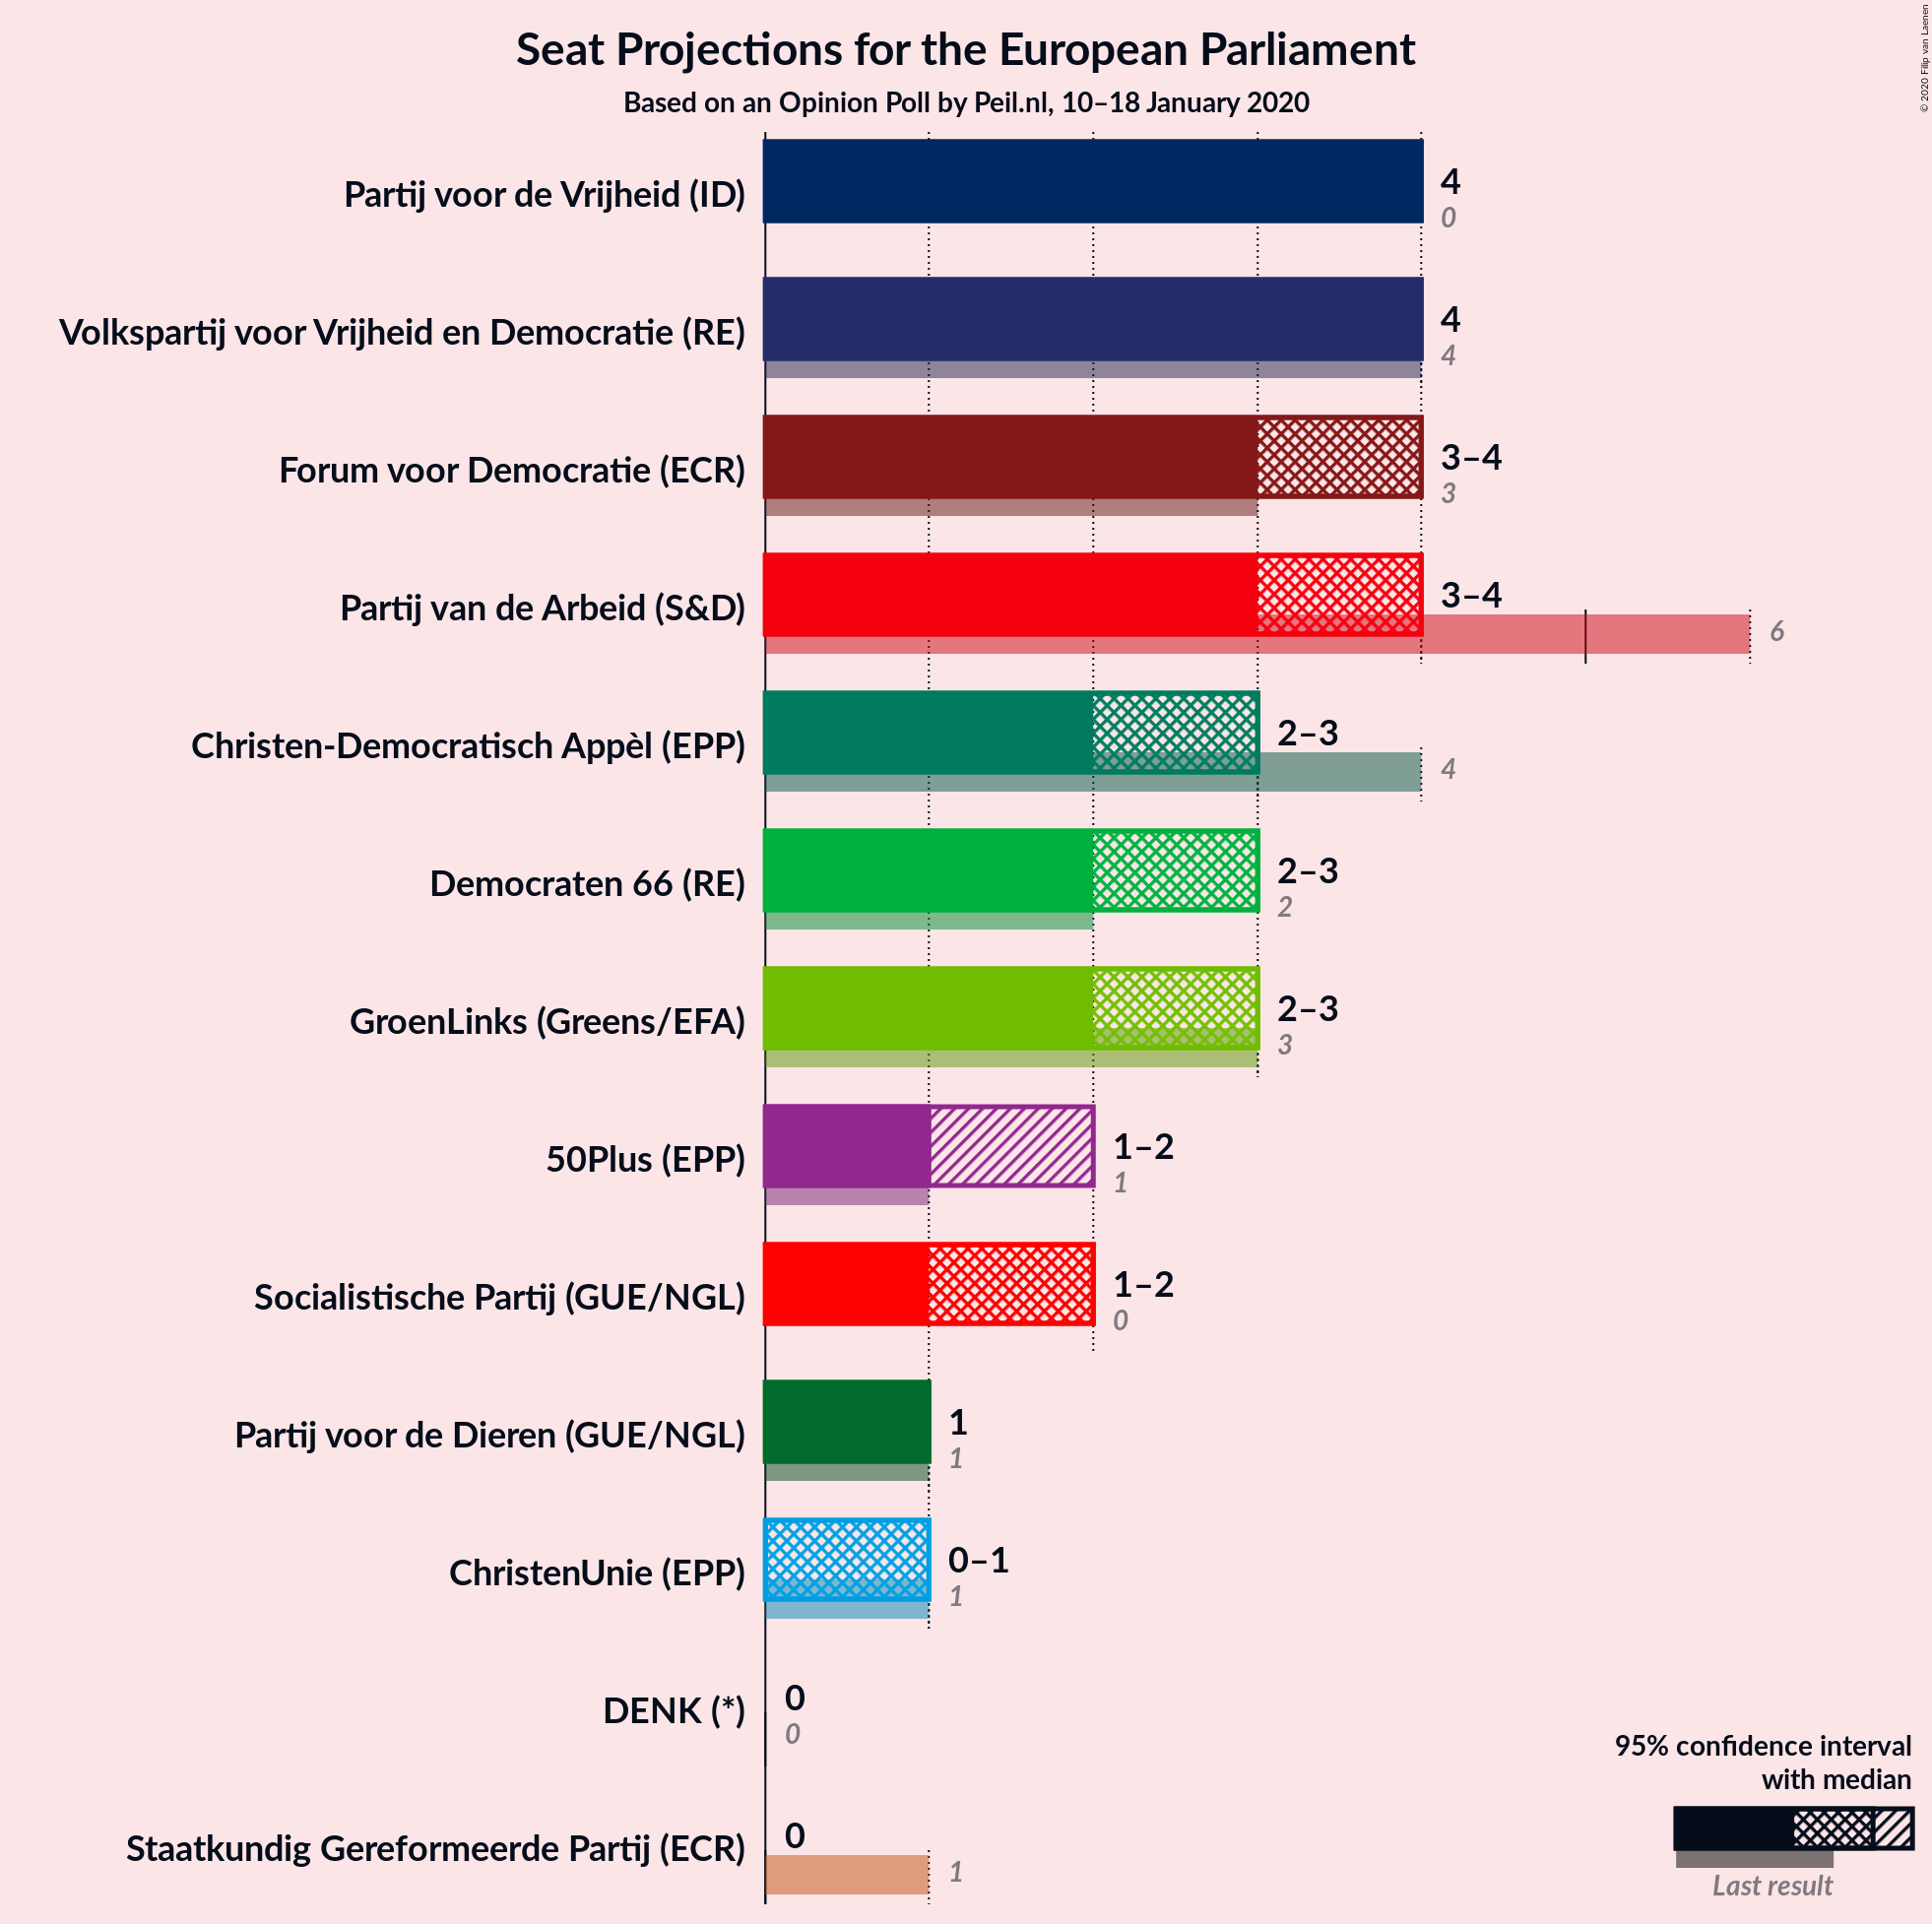 Seat Projections for the European Parliament
Based on an Opinion Poll by Peil.nl, 10–18 January 2020
© 2020 Filip van Laenen
Partij voor de Vrijheid (ID)
4
0
Volkspartij voor Vrijheid en Democratie (RE)
4
4
Forum voor Democratie (ECR)
3–4
3
Partij van de Arbeid (S&D)
3–4
6
Christen-Democratisch Appèl (EPP)
2–3
4
Democraten 66 (RE)
2–3
2
GroenLinks (Greens/EFA)
2–3
3
50Plus (EPP)
1–2
1
Socialistische Partij (GUE/NGL)
1–2
0
Partij voor de Dieren (GUE/NGL)
1
1
ChristenUnie (EPP)
0–1
1
DENK (*)
0
0
Staatkundig Gereformeerde Partij (ECR)
0
1
95% confidence interval
with median
Last result